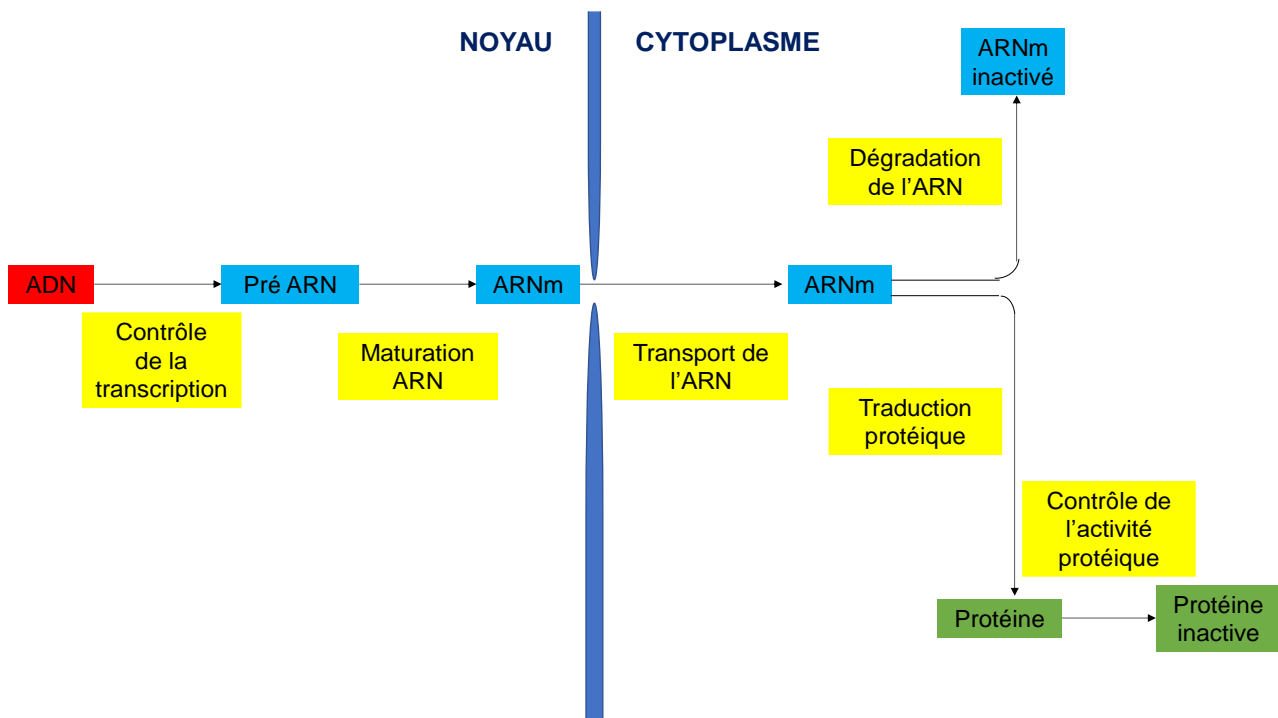 NOYAU
CYTOPLASME
ARNm
inactivé
Dégradation
de l’ARN
ADN
Pré ARN
ARNm
ARNm
Contrôle
de la
transcription
Maturation
ARN
Transport de
l’ARN
Traduction
protéique
Contrôle de
l’activité
protéique
Protéine
Protéine
inactive